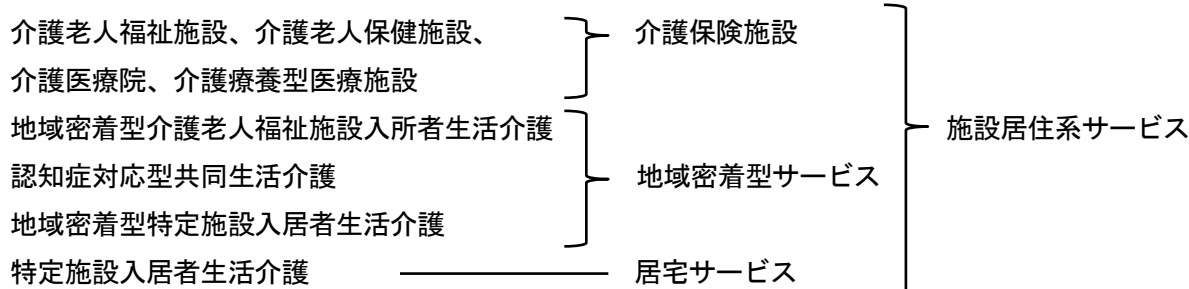 介護老人福祉施設、介護老人保健施設、
介護医療院、介護療養型医療施設
介護保険施設
地域密着型介護老人福祉施設入所者生活介護
認知症対応型共同生活介護
地域密着型特定施設入居者生活介護
地域密着型サービス
特定施設入居者生活介護
居宅サービス
施設居住系サービス